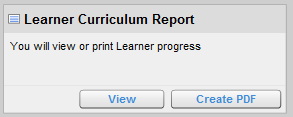 Learner Curriculum Report
You will view or print Learner progress
View
Create PDF